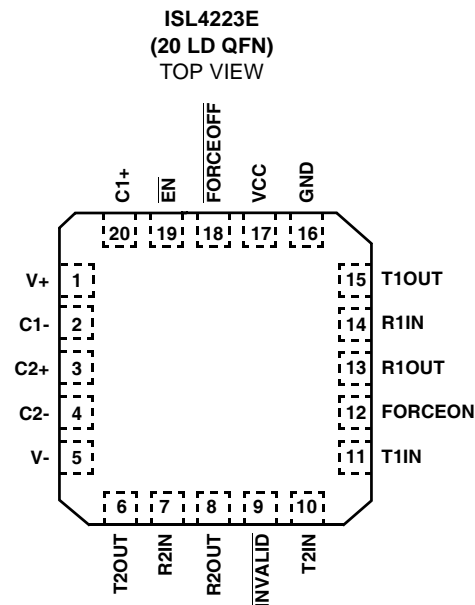 ISL4223E
(20 LD QFN)
TOP VIEW
C1+
EN
FORCEOFF
VCC
GND
20 19 18 17 16
V+ 1
C1- 2
C2+ 3
C2- 4
V- 5
15 T1OUT
14 R1IN
13 R1OUT
12 FORCEON
11 T1IN
6 7 8 9 10
T2OUT
R2IN
R2OUT
INVALID
T2IN